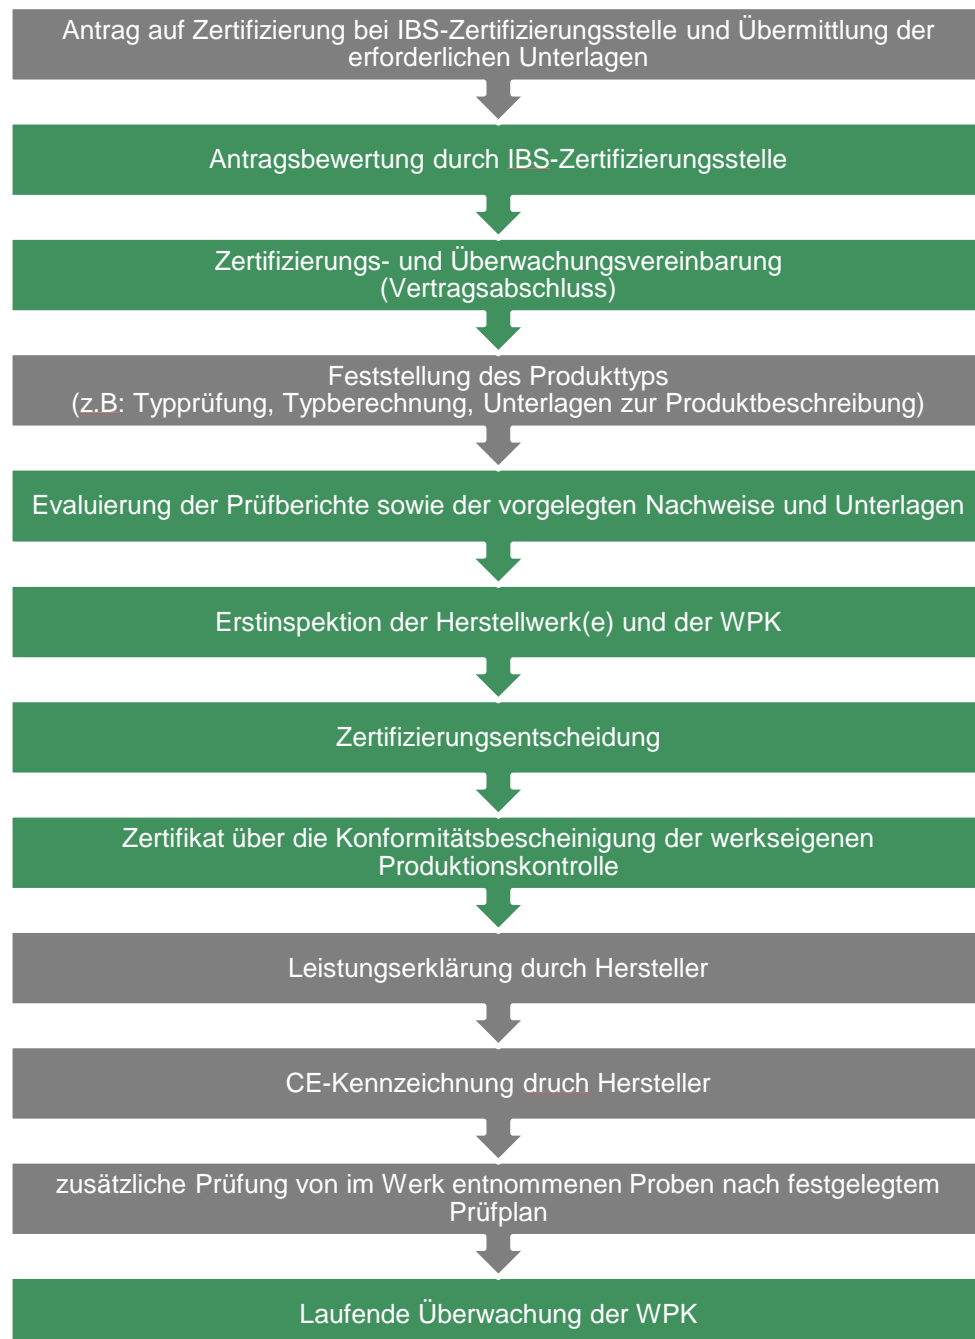 Antrag auf Zertifizierung bei IBS-Zertifizierungsstelle und Übermittlung der
erforderlichen Unterlagen
Antragsbewertung durch IBS-Zertifizierungsstelle
Zertifizierungs- und Überwachungsvereinbarung
(Vertragsabschluss)
Feststellung des Produkttyps
(z.B: Typprüfung, Typberechnung, Unterlagen zur Produktbeschreibung)
Evaluierung der Prüfberichte sowie der vorgelegten Nachweise und Unterlagen
Erstinspektion der Herstellwerk(e) und der WPK
Zertifizierungsentscheidung
Zertifikat über die Konformitätsbescheinigung der werkseigenen
Produktionskontrolle
Leistungserklärung durch Hersteller
CE-Kennzeichnung druch Hersteller
zusätzliche Prüfung von im Werk entnommenen Proben nach festgelegtem
Prüfplan
Laufende Überwachung der WPK